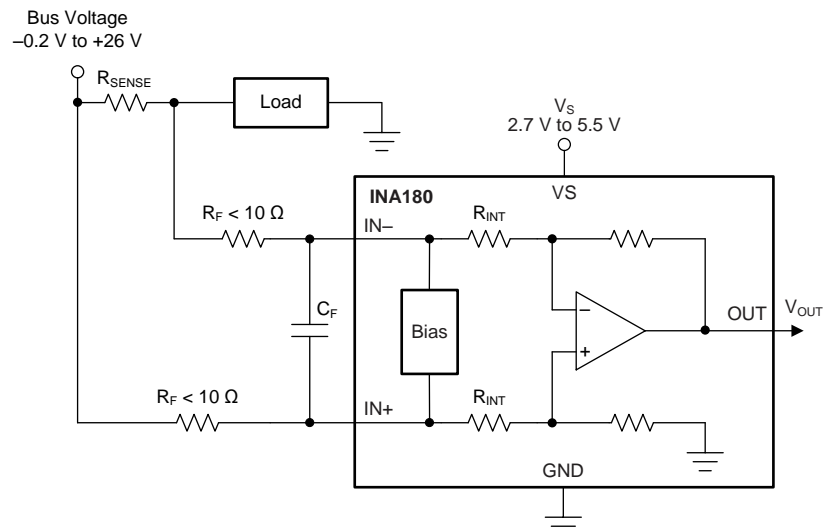 Bus Voltage
–0.2 V to +26 V
RSENSE
Load
VS
2.7 V to 5.5 V
INA180
VS
RF < 10 Ω
IN–
RINT
CF
Bias
–
+
OUT
VOUT
RF < 10 Ω
IN+
RINT
GND